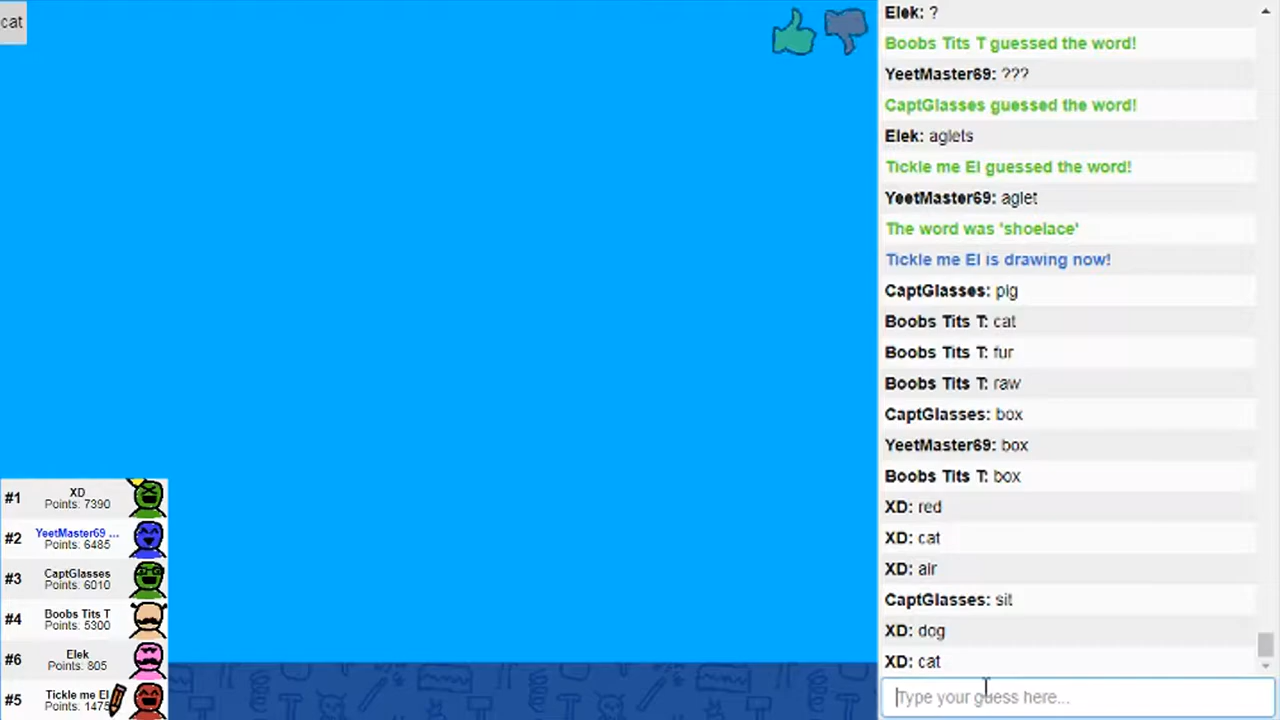 cat
Elek: ?
Boobs Tits T guessed the word!
YeetMaster69: ???
CaptGlasses guessed the word!
Elek: aglets
Tickle me El guessed the word!
YeetMaster69: aglet
The word was 'shoelace'
Tickle me El is drawing now!
CaptGlasses: pig
Boobs Tits T: cat
Boobs Tits T: fur
Boobs Tits T: raw
CaptGlasses: box
YeetMaster69: box
Boobs Tits T: box
XD: red
XD: cat
XD: air
CaptGlasses: sit
XD: dog
XD: cat
Type your guess here...
#1 XD
Points: 7390
#2 YeetMaster69 ...
Points: 6485
#3 CaptGlasses
Points: 6010
#4 Boobs Tits T
Points: 5300
#6 Elek
Points: 805
#5 Tickle me El
Points: 1475